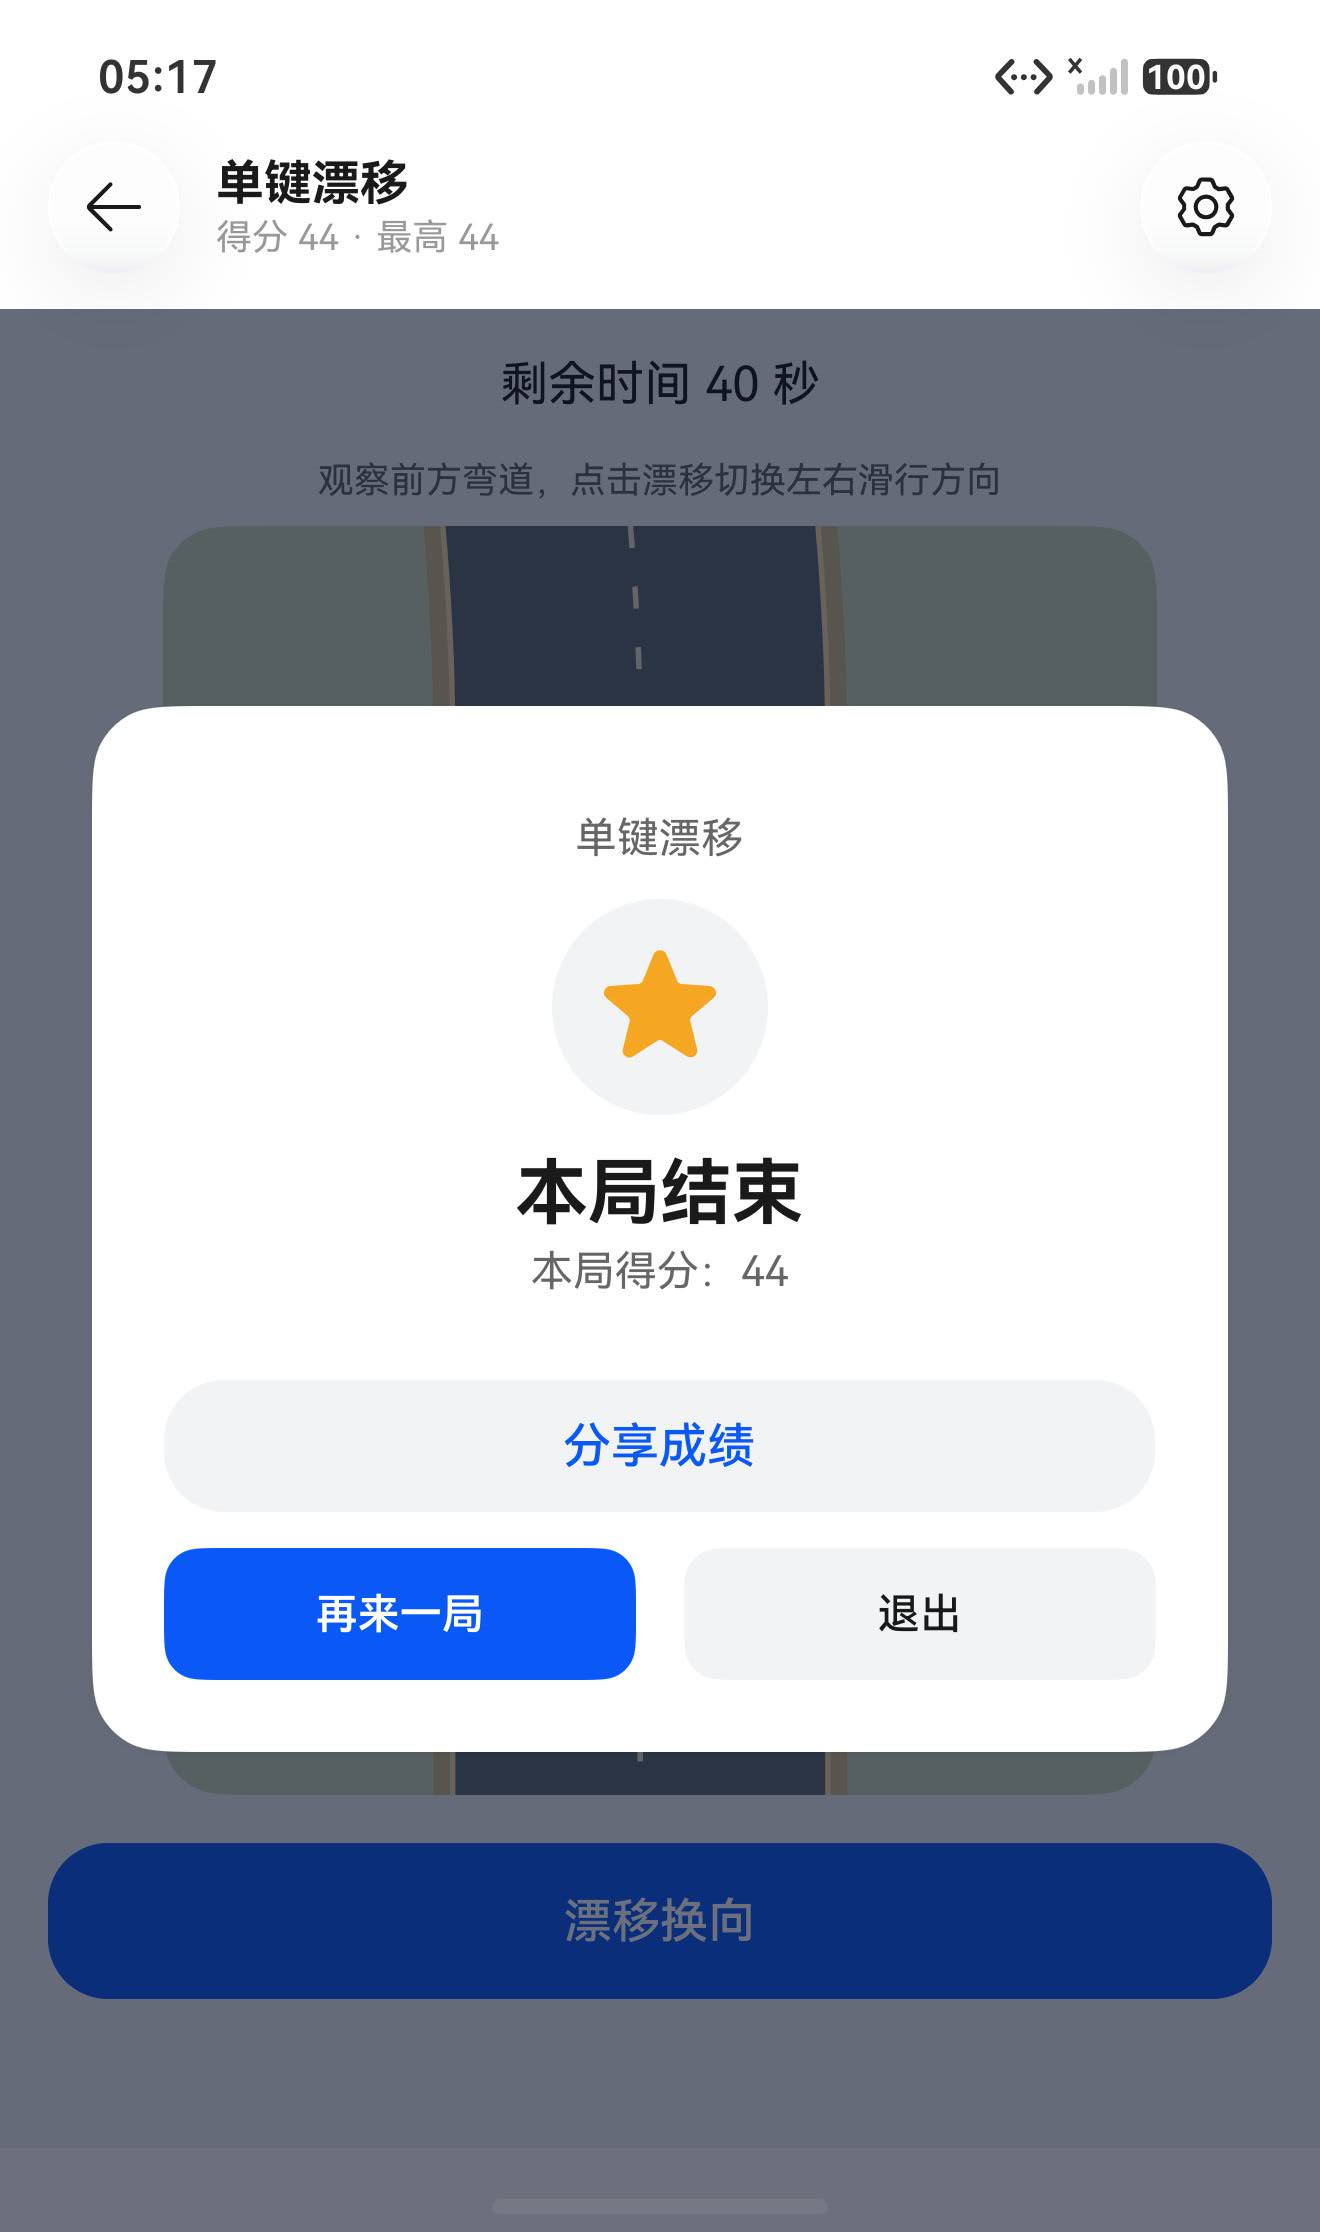 05:17
100
单键漂移
得分 44 · 最高 44
剩余时间 40 秒
观察前方弯道，点击漂移切换左右滑行方向
单键漂移
本局结束
本局得分：44
分享成绩
再来一局
退出
漂移换向